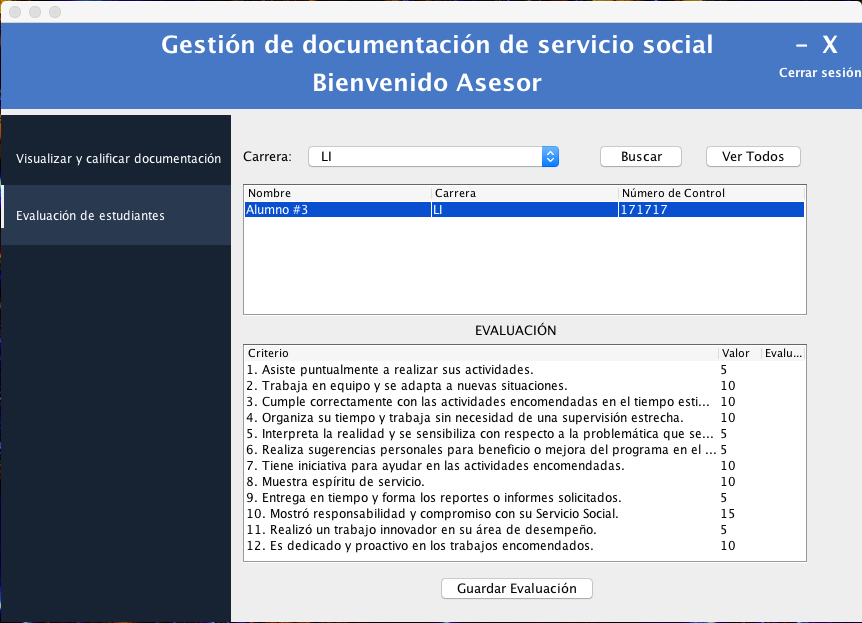 Gestión de documentación de servicio social
– X
Bienvenido Asesor
Cerrar sesión
Visualizar y calificar documentación
Evaluación de estudiantes
Carrera: LI Buscar Ver Todos
Nombre Carrera Número de Control
Alumno #3 LI 171717
EVALUACIÓN
Criterio Valor Evalu...
1. Asiste puntualmente a realizar sus actividades. 5
2. Trabaja en equipo y se adapta a nuevas situaciones. 10
3. Cumple correctamente con las actividades encomendadas en el tiempo esti... 10
4. Organiza su tiempo y trabaja sin necesidad de una supervisión estrecha. 10
5. Interpreta la realidad y se sensibiliza con respecto a la problemática que se... 5
6. Realiza sugerencias personales para beneficio o mejora del programa en el ... 5
7. Tiene iniciativa para ayudar en las actividades encomendadas. 10
8. Muestra espíritu de servicio. 10
9. Entrega en tiempo y forma los reportes o informes solicitados. 5
10. Mostró responsabilidad y compromiso con su Servicio Social. 15
11. Realizó un trabajo innovador en su área de desempeño. 5
12. Es dedicado y proactivo en los trabajos encomendados. 10
Guardar Evaluación